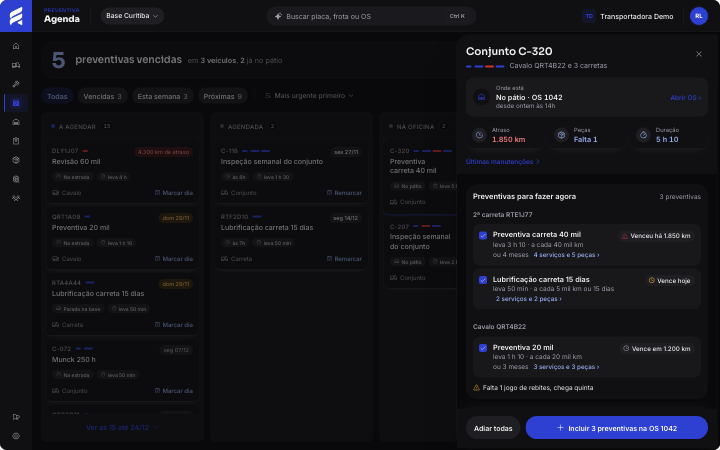 PREVENTIVA
Agenda
Base Curitiba
Buscar placa, frota ou OS
Ctrl K
TD
Transportadora Demo
RL
5 preventivas vencidas
em 3 veículos, 2 já no pátio
Todas
Vencidas 3
Esta semana 3
Próximas 9
Mais urgente primeiro
A AGENDAR 15
DLY1J07
4.300 km de atraso
Revisão 60 mil
Na estrada
leva 4 h
Cavalo
Marcar dia
QRT1A09
dom 29/11
Preventiva 20 mil
Na estrada
leva 1 h 10
Cavalo
Marcar dia
RTA4A44
dom 29/11
Lubrificação carreta 15 dias
Parada na base
leva 50 min
Carreta
Marcar dia
C-072
seg 07/12
Munck 250 h
Na estrada
leva 50 min
Conjunto
Marcar dia
Ver as 15 até 24/12
AGENDADA 2
C-118
seg 27/11
Inspeção semanal do conjunto
às 8h
leva 1 h 30
Conjunto
Remarcar
RTF2D10
seg 14/12
Lubrificação carreta 15 dias
às 7h
leva 50 min
Carreta
Remarcar
NA OFICINA 2
C-320
Preventiva
carreta 40 mil
No pátio
leva 5
Conjunto
C-207
Inspeção semanal
do conjunto
No pátio
leva 2
Conjunto
Conjunto C-320
Cavalo QRT4B22 e 3 carretas
Onde está
No pátio · OS 1042
desde ontem às 14h
Abrir OS ›
Atraso
1.850 km
Peças
Falta 1
Duração
5 h 10
Últimas manutenções ›
Preventivas para fazer agora
3 preventivas
2ª carreta RTE1J77
Preventiva carreta 40 mil
Venceu há 1.850 km
leva 3 h 10 · a cada 40 mil km
ou 4 meses 4 serviços e 5 peças ›
Lubrificação carreta 15 dias
Vence hoje
leva 50 min · a cada 5 mil km ou 15 dias
2 serviços e 2 peças ›
Cavalo QRT4B22
Preventiva 20 mil
Vence em 1.200 km
leva 1 h 10 · a cada 20 mil km
ou 3 meses 3 serviços e 3 peças ›
Falta 1 jogo de rebites, chega quinta
Adiar todas
Incluir 3 preventivas na OS 1042